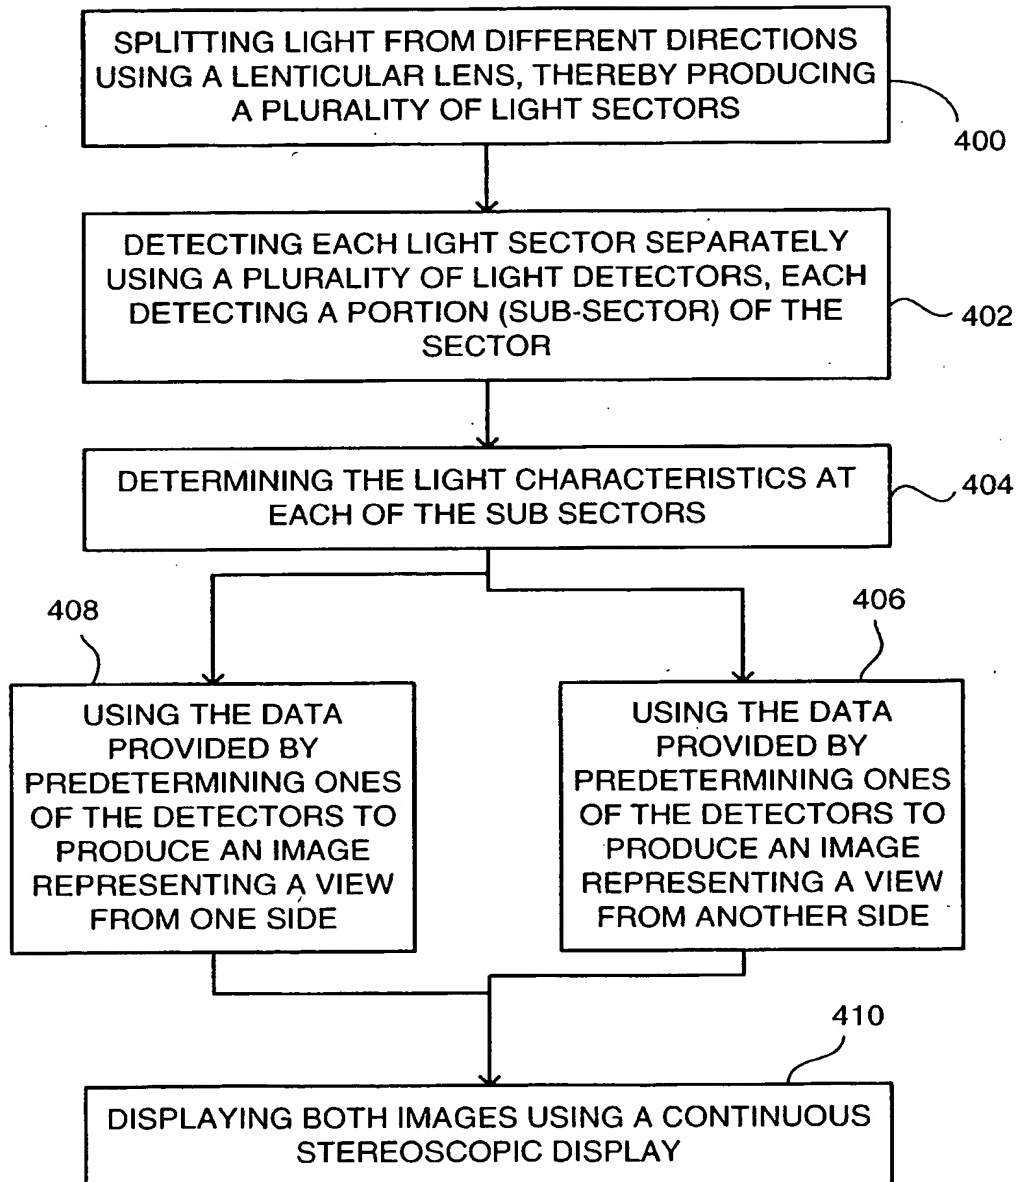 SPLITTING LIGHT FROM DIFFERENT DIRECTIONS
USING A LENTICULAR LENS, THEREBY PRODUCING
A PLURALITY OF LIGHT SECTORS
400
DETECTING EACH LIGHT SECTOR SEPARATELY
USING A PLURALITY OF LIGHT DETECTORS, EACH
DETECTING A PORTION (SUB-SECTOR) OF THE
SECTOR
402
DETERMINING THE LIGHT CHARACTERISTICS AT
EACH OF THE SUB SECTORS
404
408
USING THE DATA
PROVIDED BY
PREDETERMINING ONES
OF THE DETECTORS TO
PRODUCE AN IMAGE
REPRESENTING A VIEW
FROM ONE SIDE
406
USING THE DATA
PROVIDED BY
PREDETERMINING ONES
OF THE DETECTORS TO
PRODUCE AN IMAGE
REPRESENTING A VIEW
FROM ANOTHER SIDE
410
DISPLAYING BOTH IMAGES USING A CONTINUOUS
STEREOSCOPIC DISPLAY